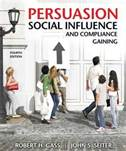 PERSUASION
SOCIAL INFLUENCE
AND COMPLIANCE
GAINING
FOURTH EDITION
ROBERT H. GASS
JOHN S. SEITER